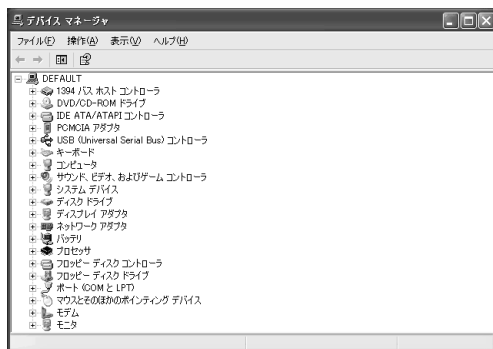 デバイス マネージャ
ファイル(F) 操作(A) 表示(V) ヘルプ(H)
DEFAULT
1394 バス ホスト コントローラ
DVD/CD-ROM ドライブ
IDE ATA/ATAPI コントローラ
PCMCIA アダプタ
USB (Universal Serial Bus) コントローラ
キーボード
コンピュータ
サウンド、ビデオ、およびゲーム コントローラ
システム デバイス
ディスク ドライブ
ディスプレイ アダプタ
ネットワーク アダプタ
バッテリ
プロセッサ
フロッピー ディスク コントローラ
フロッピー ディスク ドライブ
ポート (COM と LPT)
マウスとそのほかのポインティング デバイス
モデム
モニタ